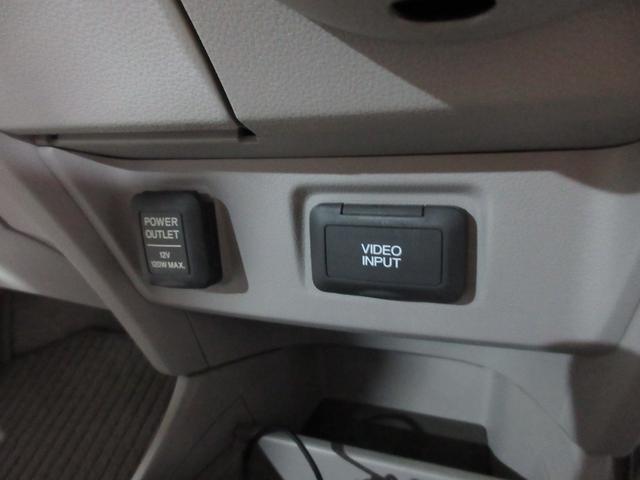 POWER
OUTLET
12V
120W MAX.
VIDEO
INPUT